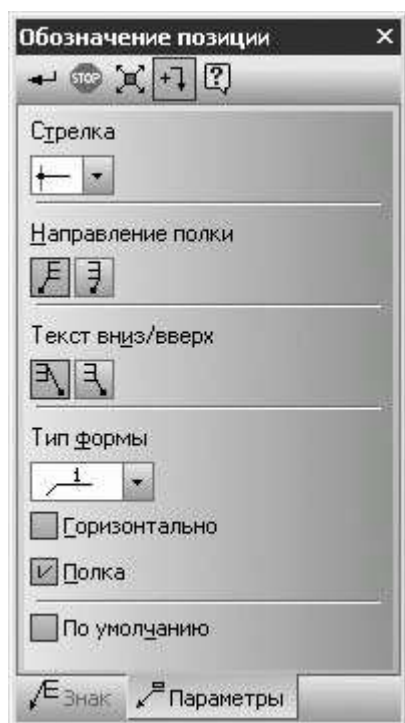 Обозначение позиции
STOP
Стрелка
Направление полки
Текст вниз/вверх
Тип формы
1
Горизонтально
Полка
По умолчанию
Знак
Параметры